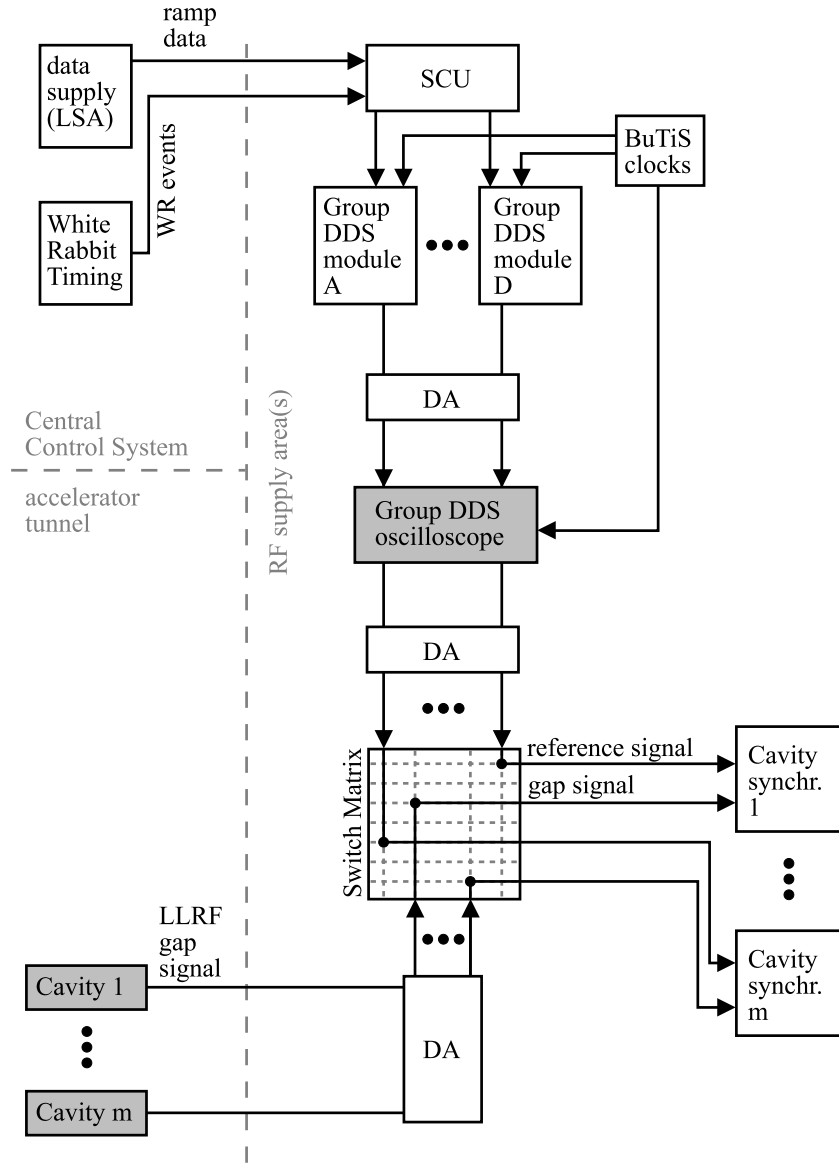 ramp
data
data
supply
(LSA)
SCU
WR events
BuTiS
clocks
White
Rabbit
Timing
Group
DDS
module
A
Group
DDS
module
D
DA
Central
Control System
accelerator
tunnel
RF supply area(s)
Group DDS
oscilloscope
DA
Switch Matrix
reference signal
gap signal
Cavity
synchr.
1
LLRF
gap
signal
Cavity
synchr.
m
Cavity 1
DA
Cavity m